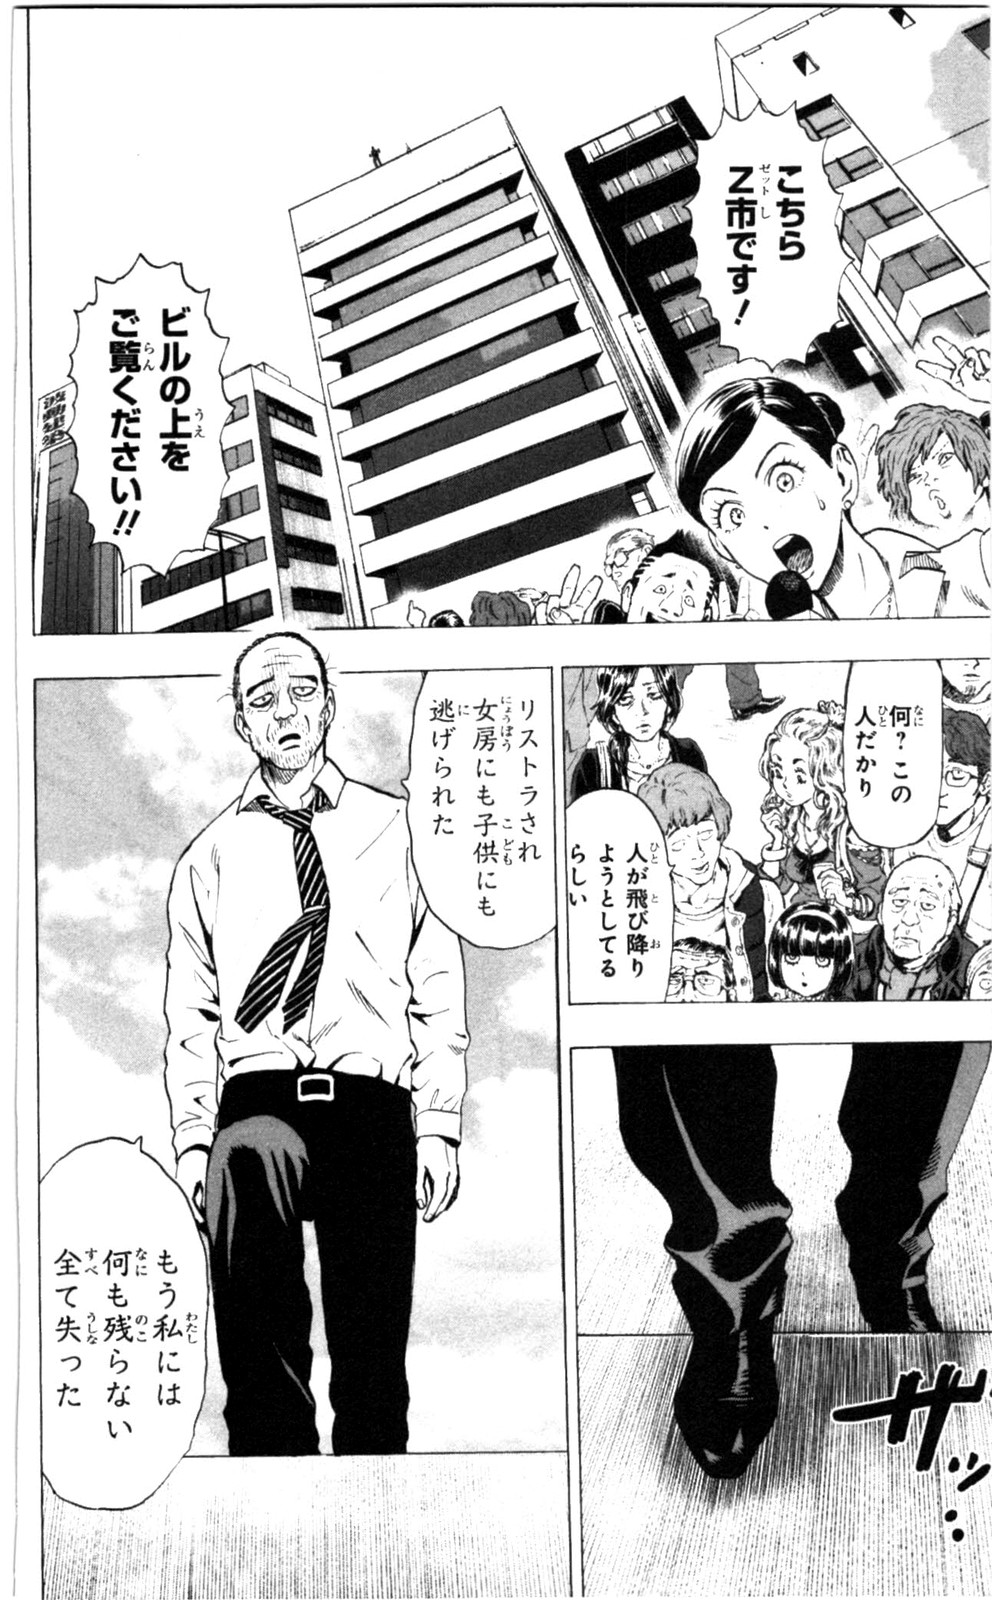 こちら
Z市です!
ビルの上を
ご覧ください!!
何?この
人だかり
人が飛び降り
ようとしてる
らしい
ザッ…
リストラされ
女房にも子供にも
逃げられた
もう私には
何も残らない
全て失った